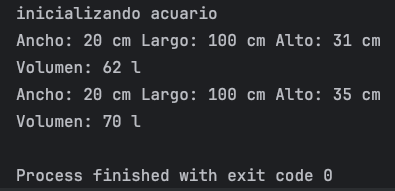 inicializando acuario
Ancho: 20 cm Largo: 100 cm Alto: 31 cm
Volumen: 62 l
Ancho: 20 cm Largo: 100 cm Alto: 35 cm
Volumen: 70 l
Process finished with exit code 0